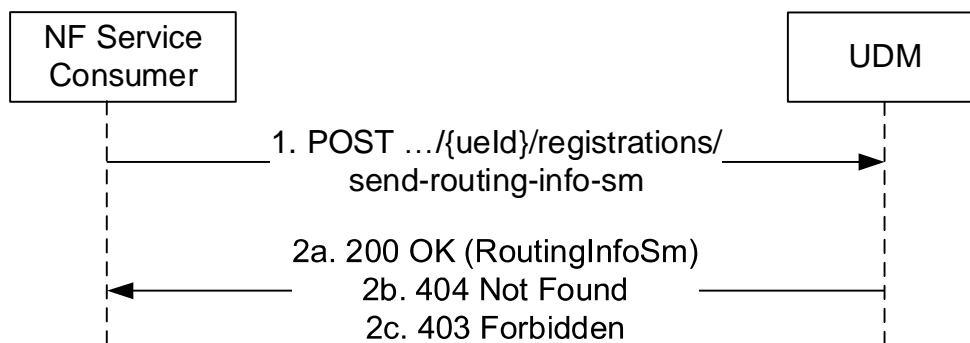 NF Service
Consumer
UDM
1. POST …/{ueId}/registrations/
send-routing-info-sm
2a. 200 OK (RoutingInfoSm)
2b. 404 Not Found
2c. 403 Forbidden